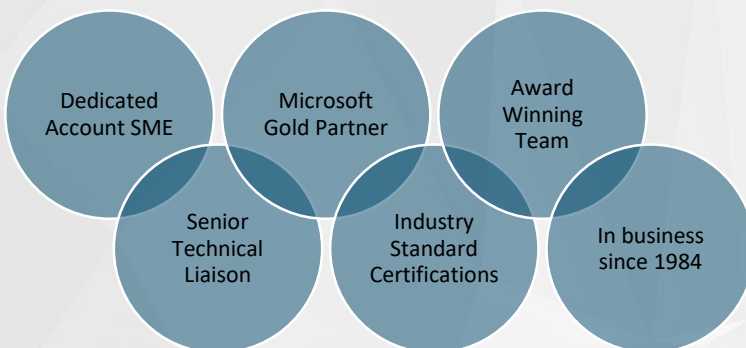 Dedicated
Account SME
Microsoft
Gold Partner
Award
Winning
Team
Senior
Technical
Liaison
Industry
Standard
Certifications
In business
since 1984